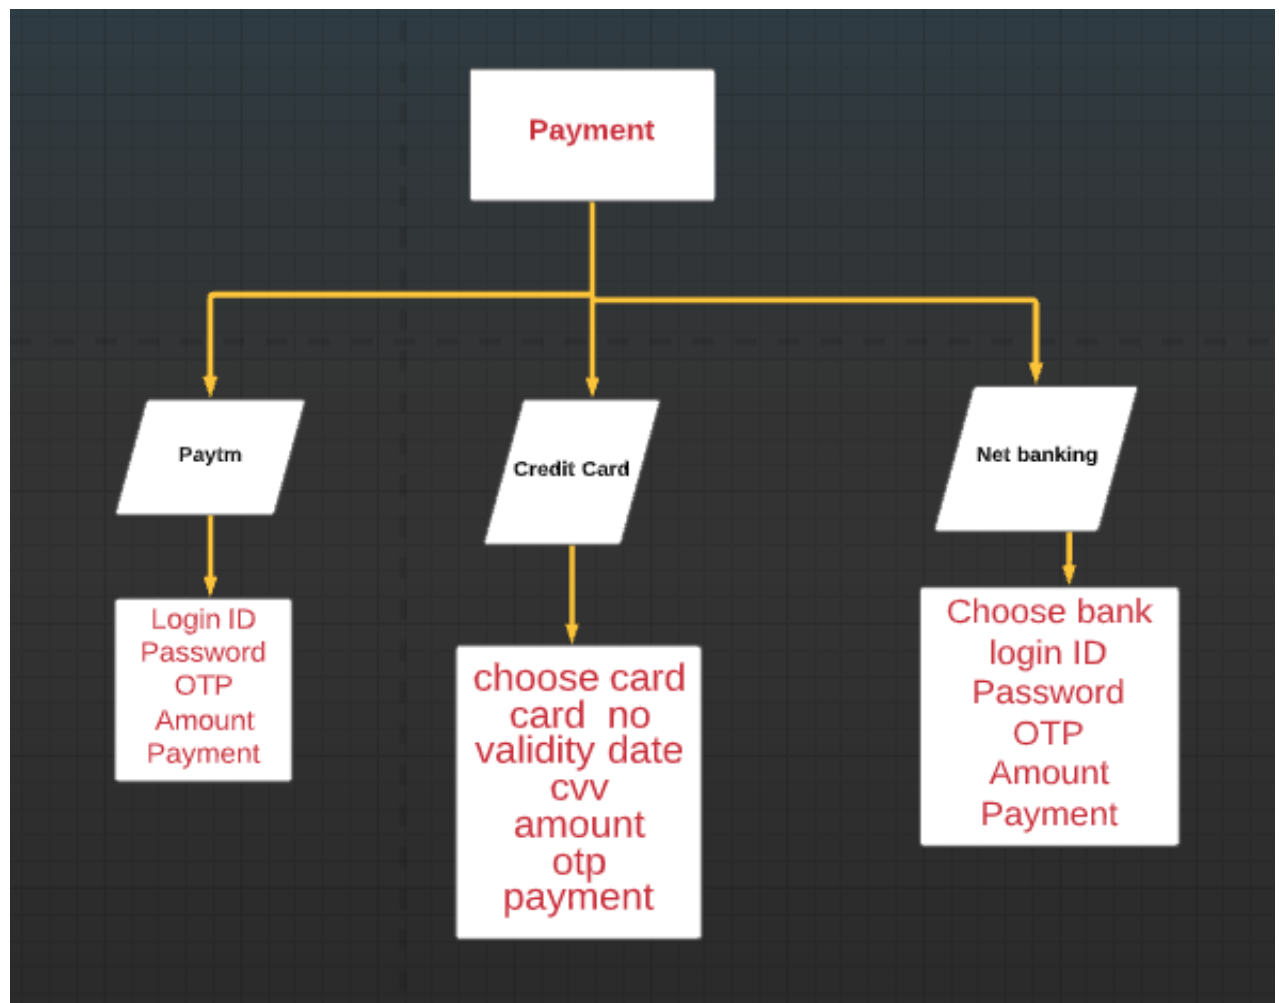 Payment
Paytm
Credit Card
Net banking
Login ID
Password
OTP
Amount
Payment
choose card
card no
validity date
cvv
amount
otp
payment
Choose bank
login ID
Password
OTP
Amount
Payment